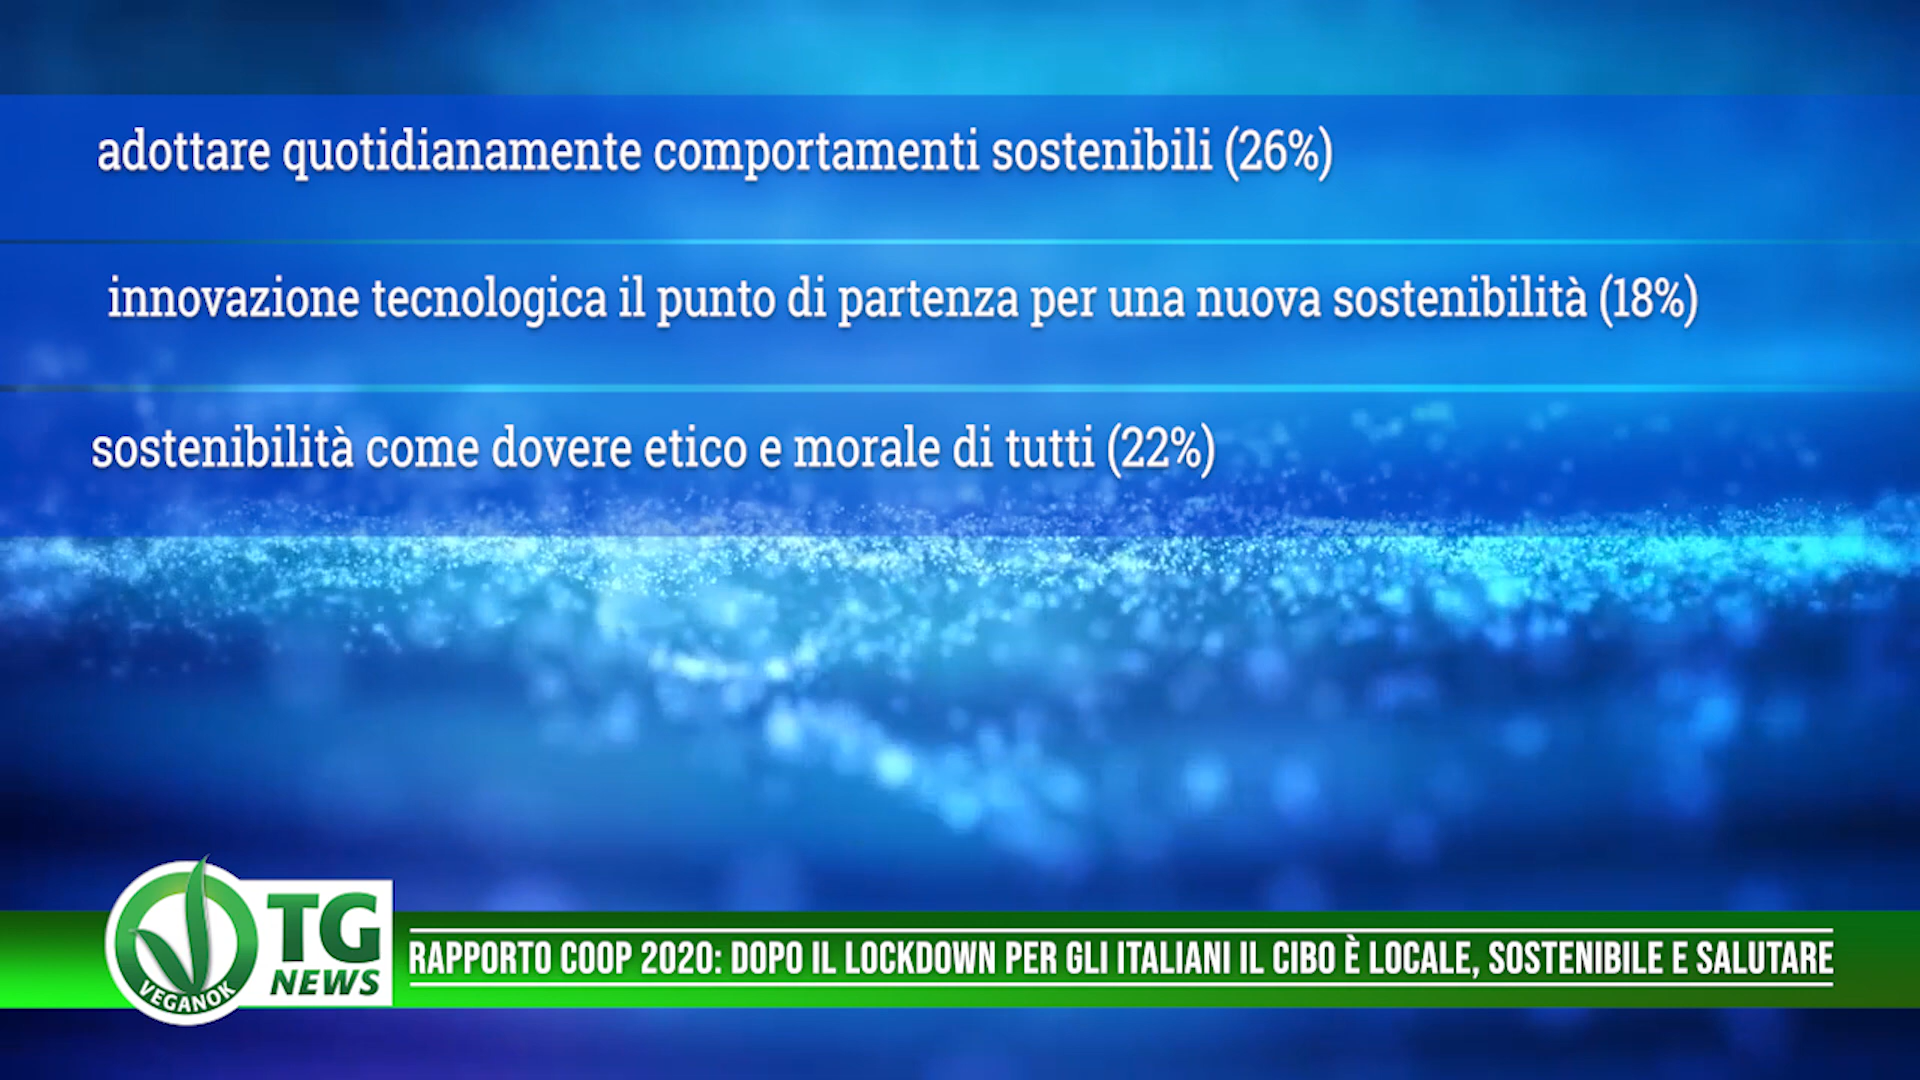 adottare quotidianamente comportamenti sostenibili (26%)
innovazione tecnologica il punto di partenza per una nuova sostenibilità (18%)
sostenibilità come dovere etico e morale di tutti (22%)
VEGANOK
TG
NEWS
RAPPORTO COOP 2020: DOPO IL LOCKDOWN PER GLI ITALIANI IL CIBO È LOCALE, SOSTENIBILE E SALUTARE